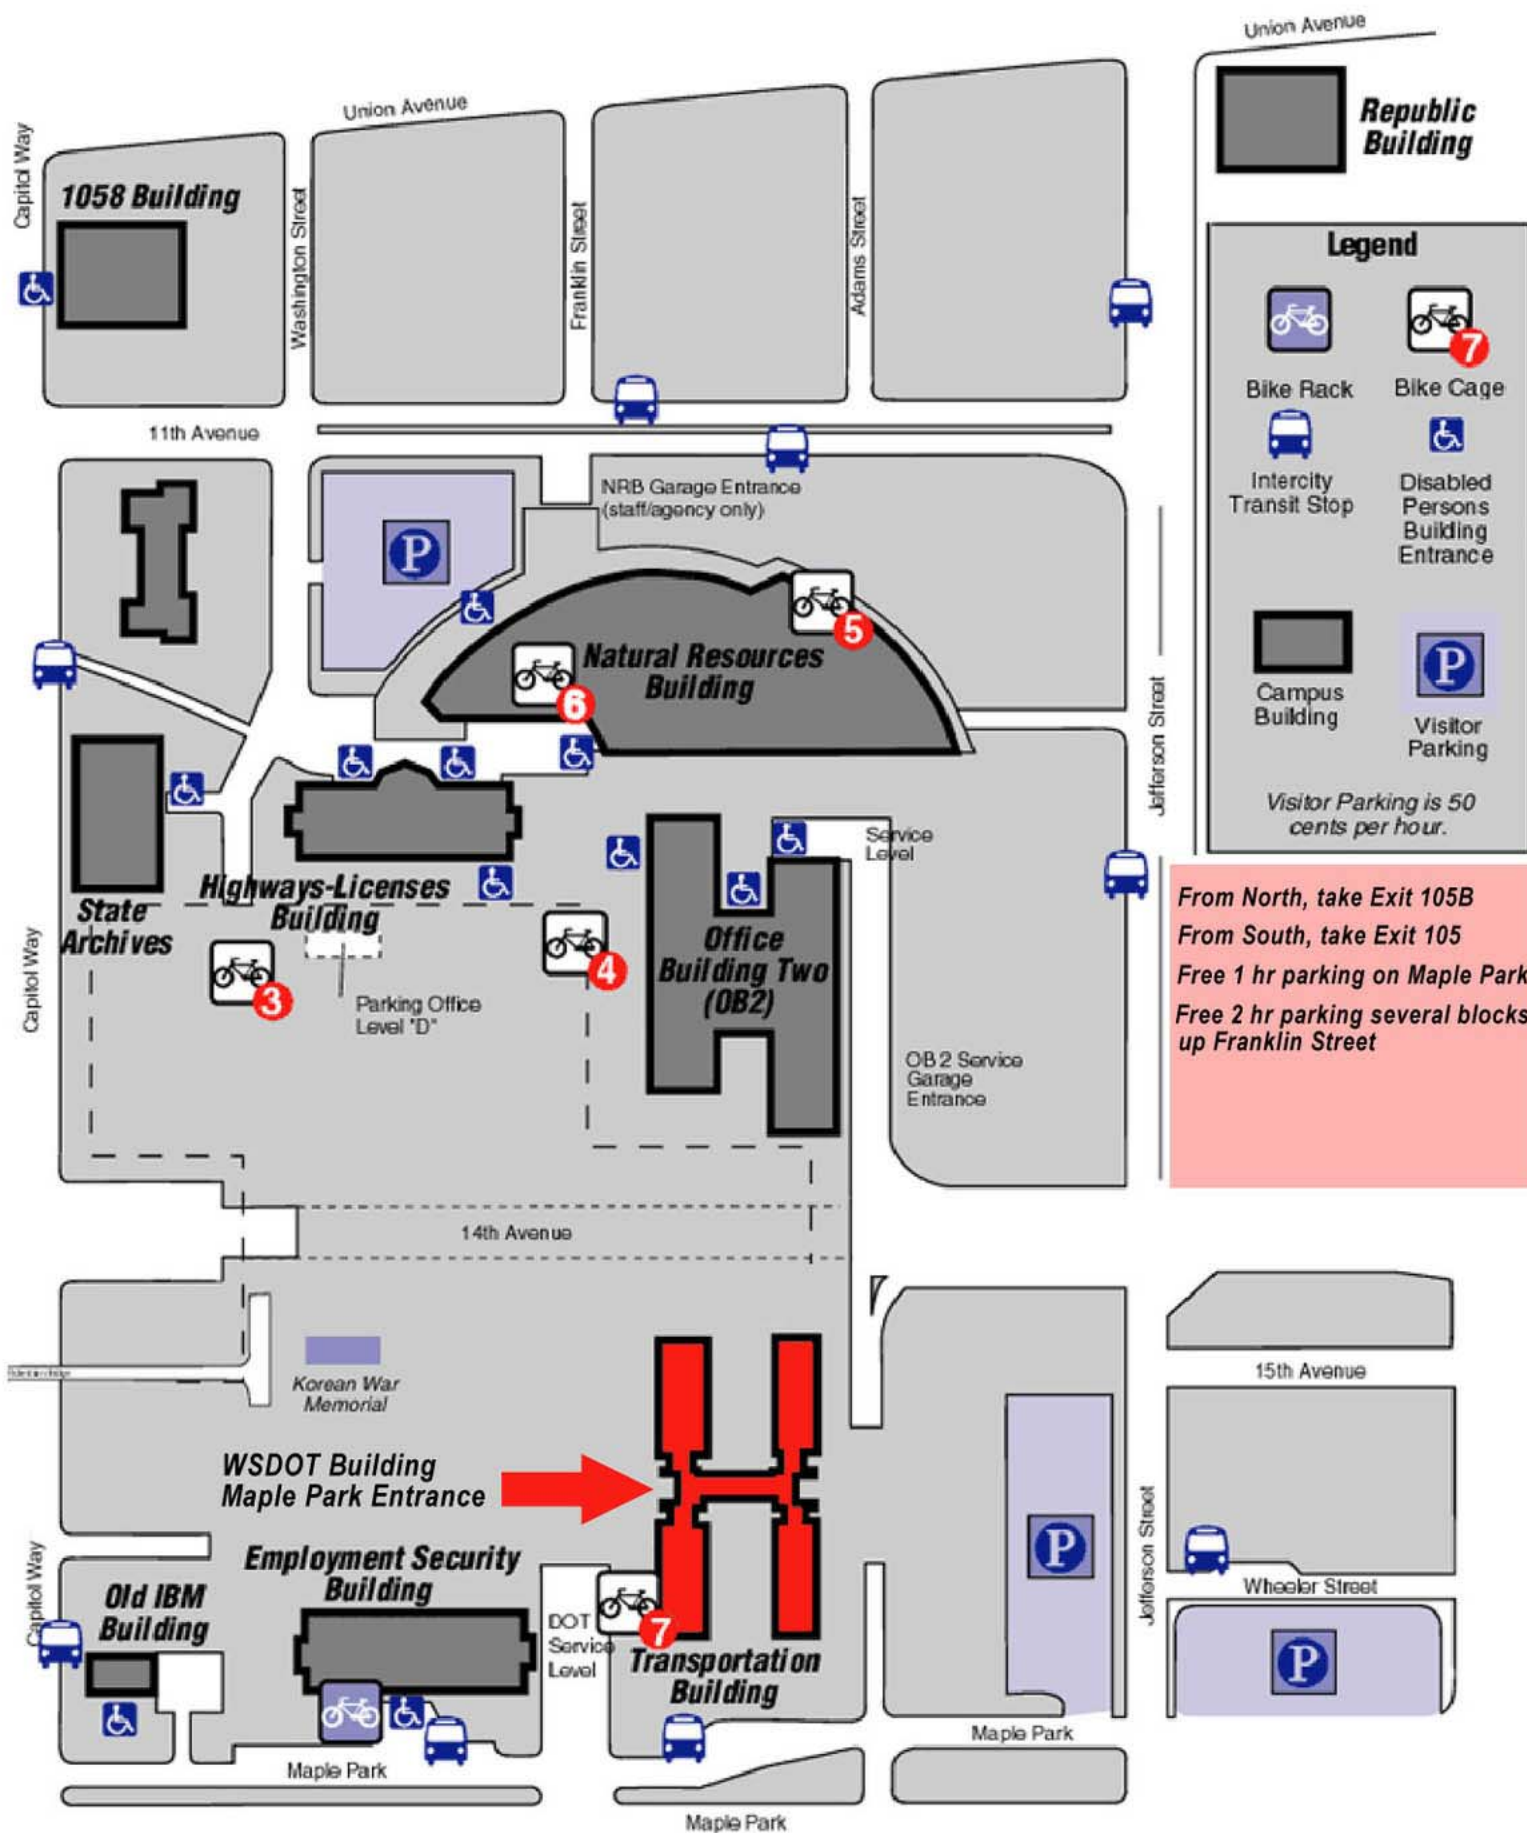 Union Avenue
Union Avenue
Republic
Building
Capitol Way
1058 Building
Washington Street
Franklin Street
Adams Street
Legend
7
Bike Rack
Bike Cage
Intercity
Transit Stop
Disabled
Persons
Building
Entrance
P
Campus
Building
Visitor
Parking
Visitor Parking is 50
cents per hour.
11th Avenue
NRB Garage Entrance
(staff/agency only)
P
5
6
Natural Resources
Building
Jefferson Street
Service
Level
Highways-Licenses
Building
State
Archives
Capitol Way
3
4
Parking Office
Level "D"
Office
Building Two
(OB2)
OB 2 Service
Garage
Entrance
From North, take Exit 105B
From South, take Exit 105
Free 1 hr parking on Maple Park
Free 2 hr parking several blocks
up Franklin Street
14th Avenue
Korean War
Memorial
15th Avenue
WSDOT Building
Maple Park Entrance
P
Jefferson Street
Wheeler Street
P
Capitol Way
Old IBM
Building
Employment Security
Building
DOT
Service
Level
7
Transportation
Building
Maple Park
Maple Park
Maple Park